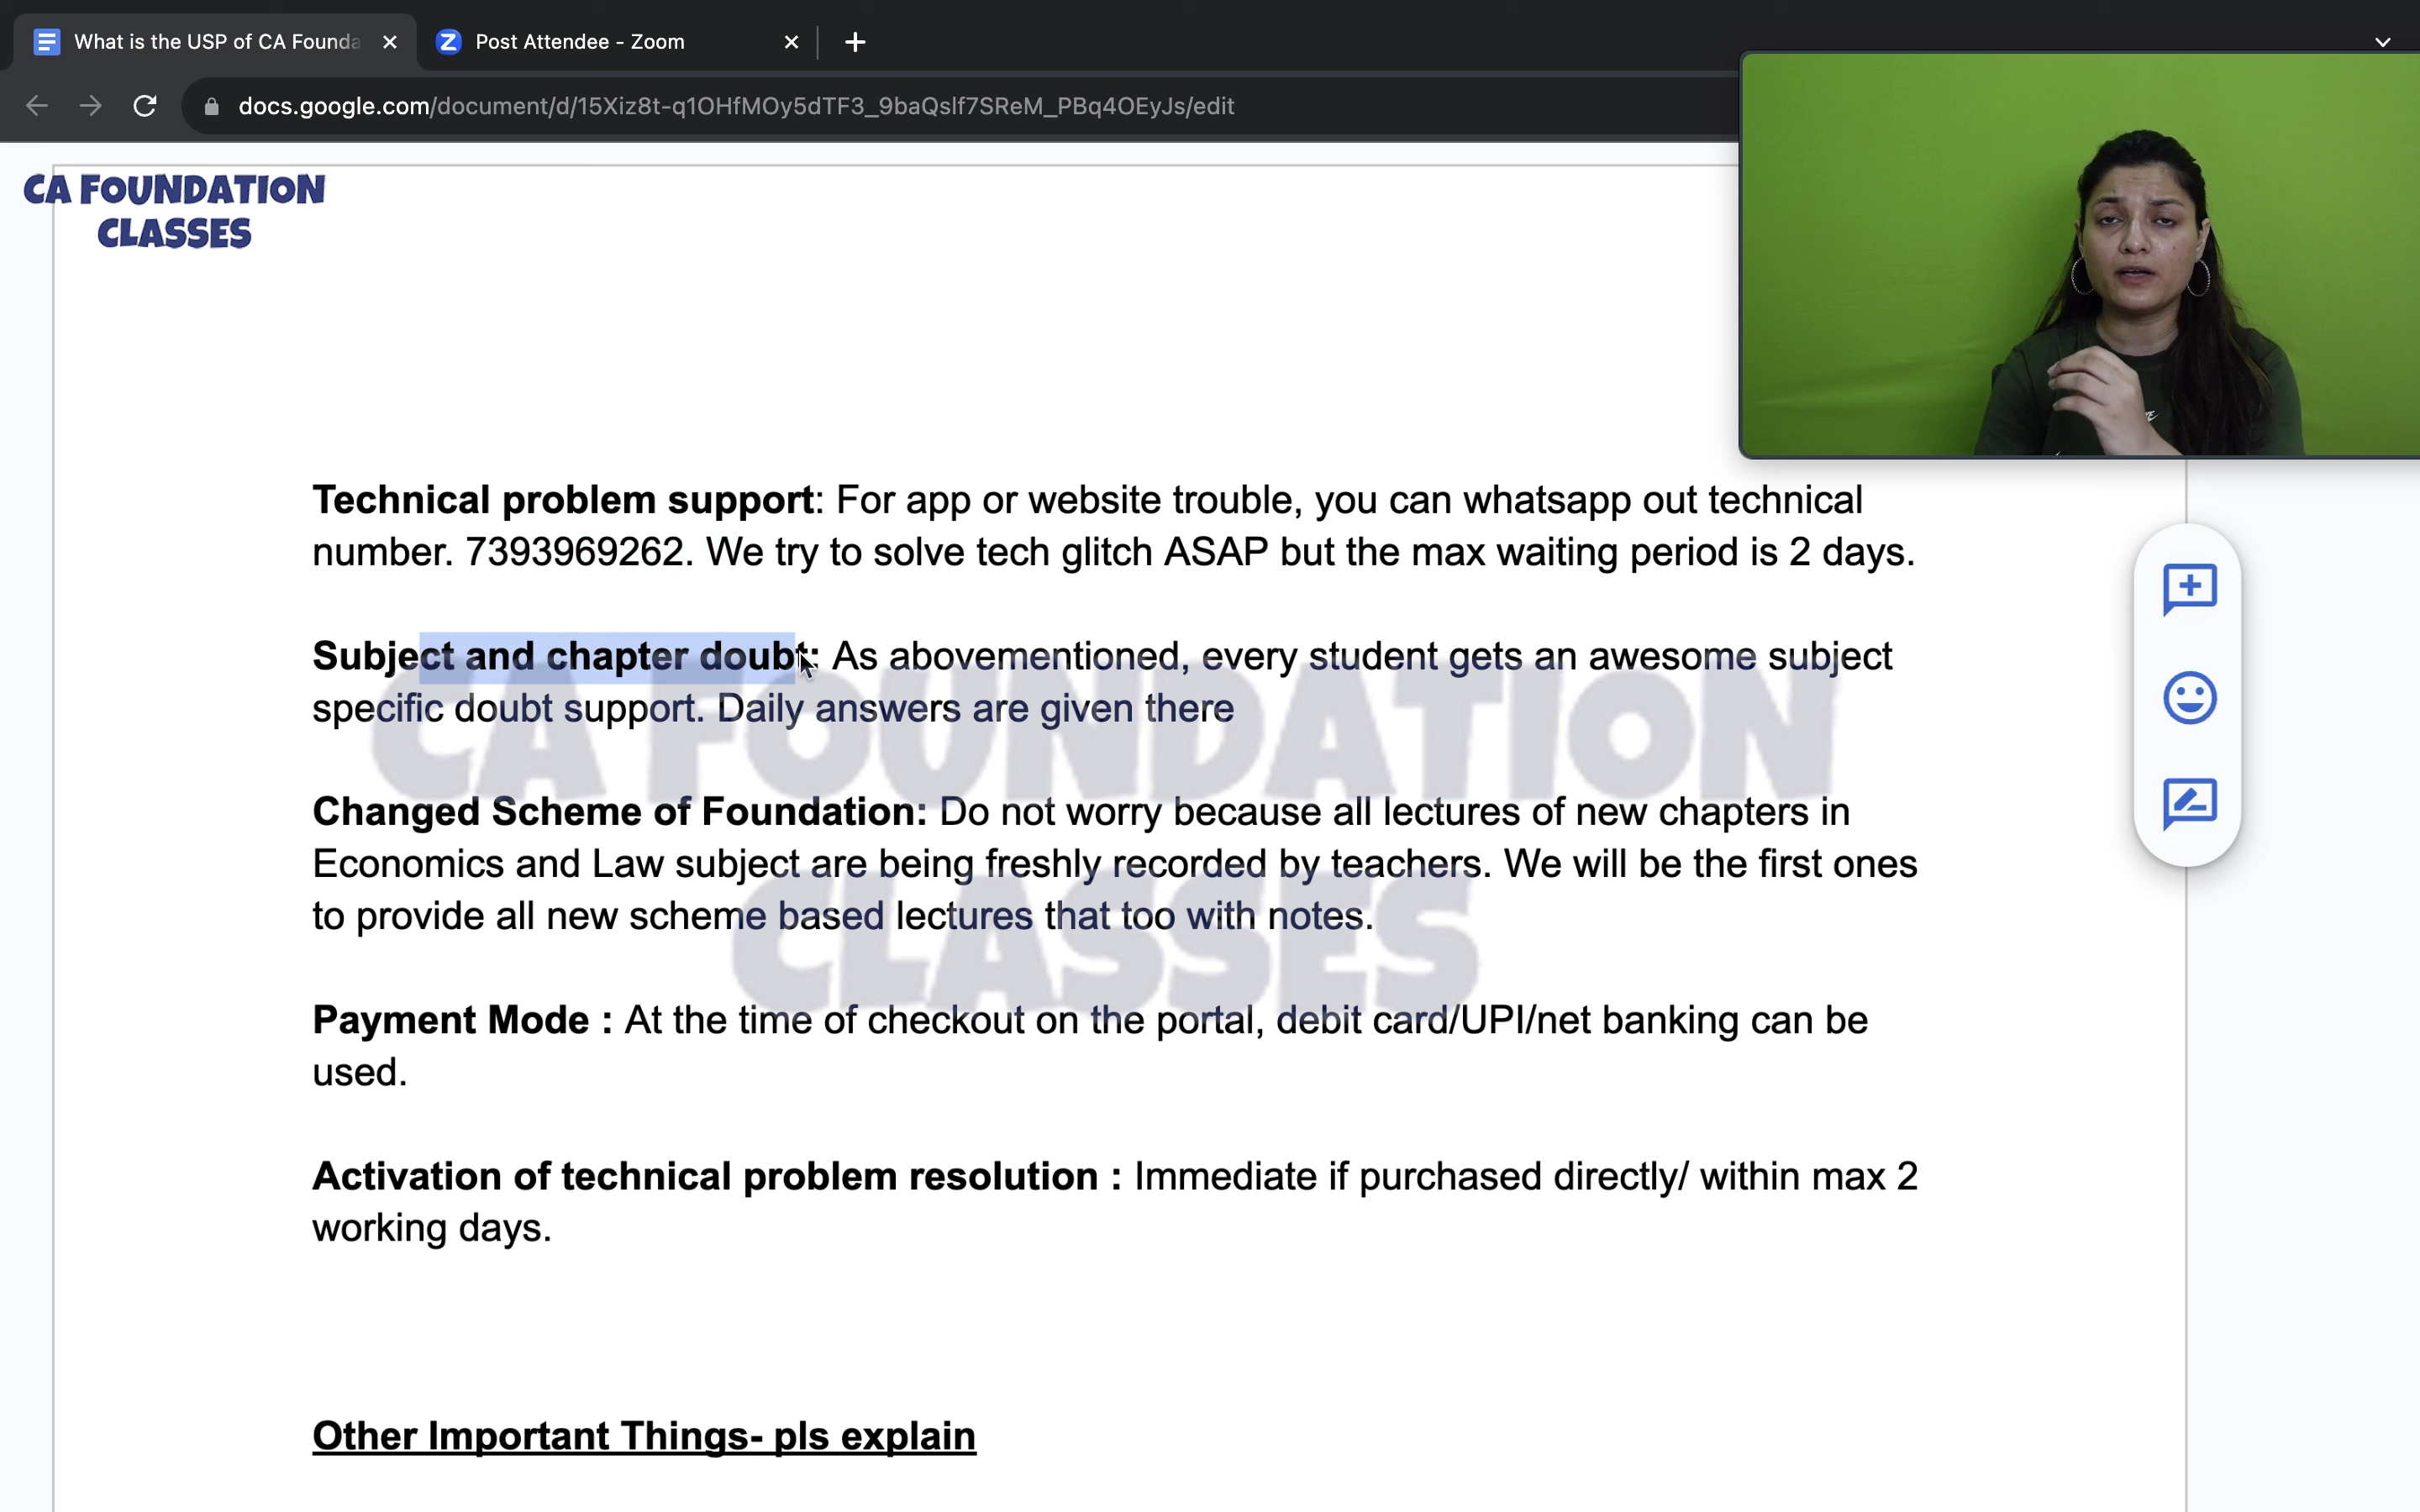 What is the USP of CA Founda
Post Attendee - Zoom
docs.google.com/document/d/15Xiz8t-q1OHfMOy5dTF3_9baQslf7SReM_PBq4OEyJs/edit
CA FOUNDATION
CLASSES
Technical problem support: For app or website trouble, you can whatsapp out technical
number. 7393969262. We try to solve tech glitch ASAP but the max waiting period is 2 days.
Subject and chapter doubt: As abovementioned, every student gets an awesome subject
specific doubt support. Daily answers are given there
CA FOUNDATION
CLASSES
Changed Scheme of Foundation: Do not worry because all lectures of new chapters in
Economics and Law subject are being freshly recorded by teachers. We will be the first ones
to provide all new scheme based lectures that too with notes.
Payment Mode : At the time of checkout on the portal, debit card/UPI/net banking can be
used.
Activation of technical problem resolution : Immediate if purchased directly/ within max 2
working days.
Other Important Things- pls explain